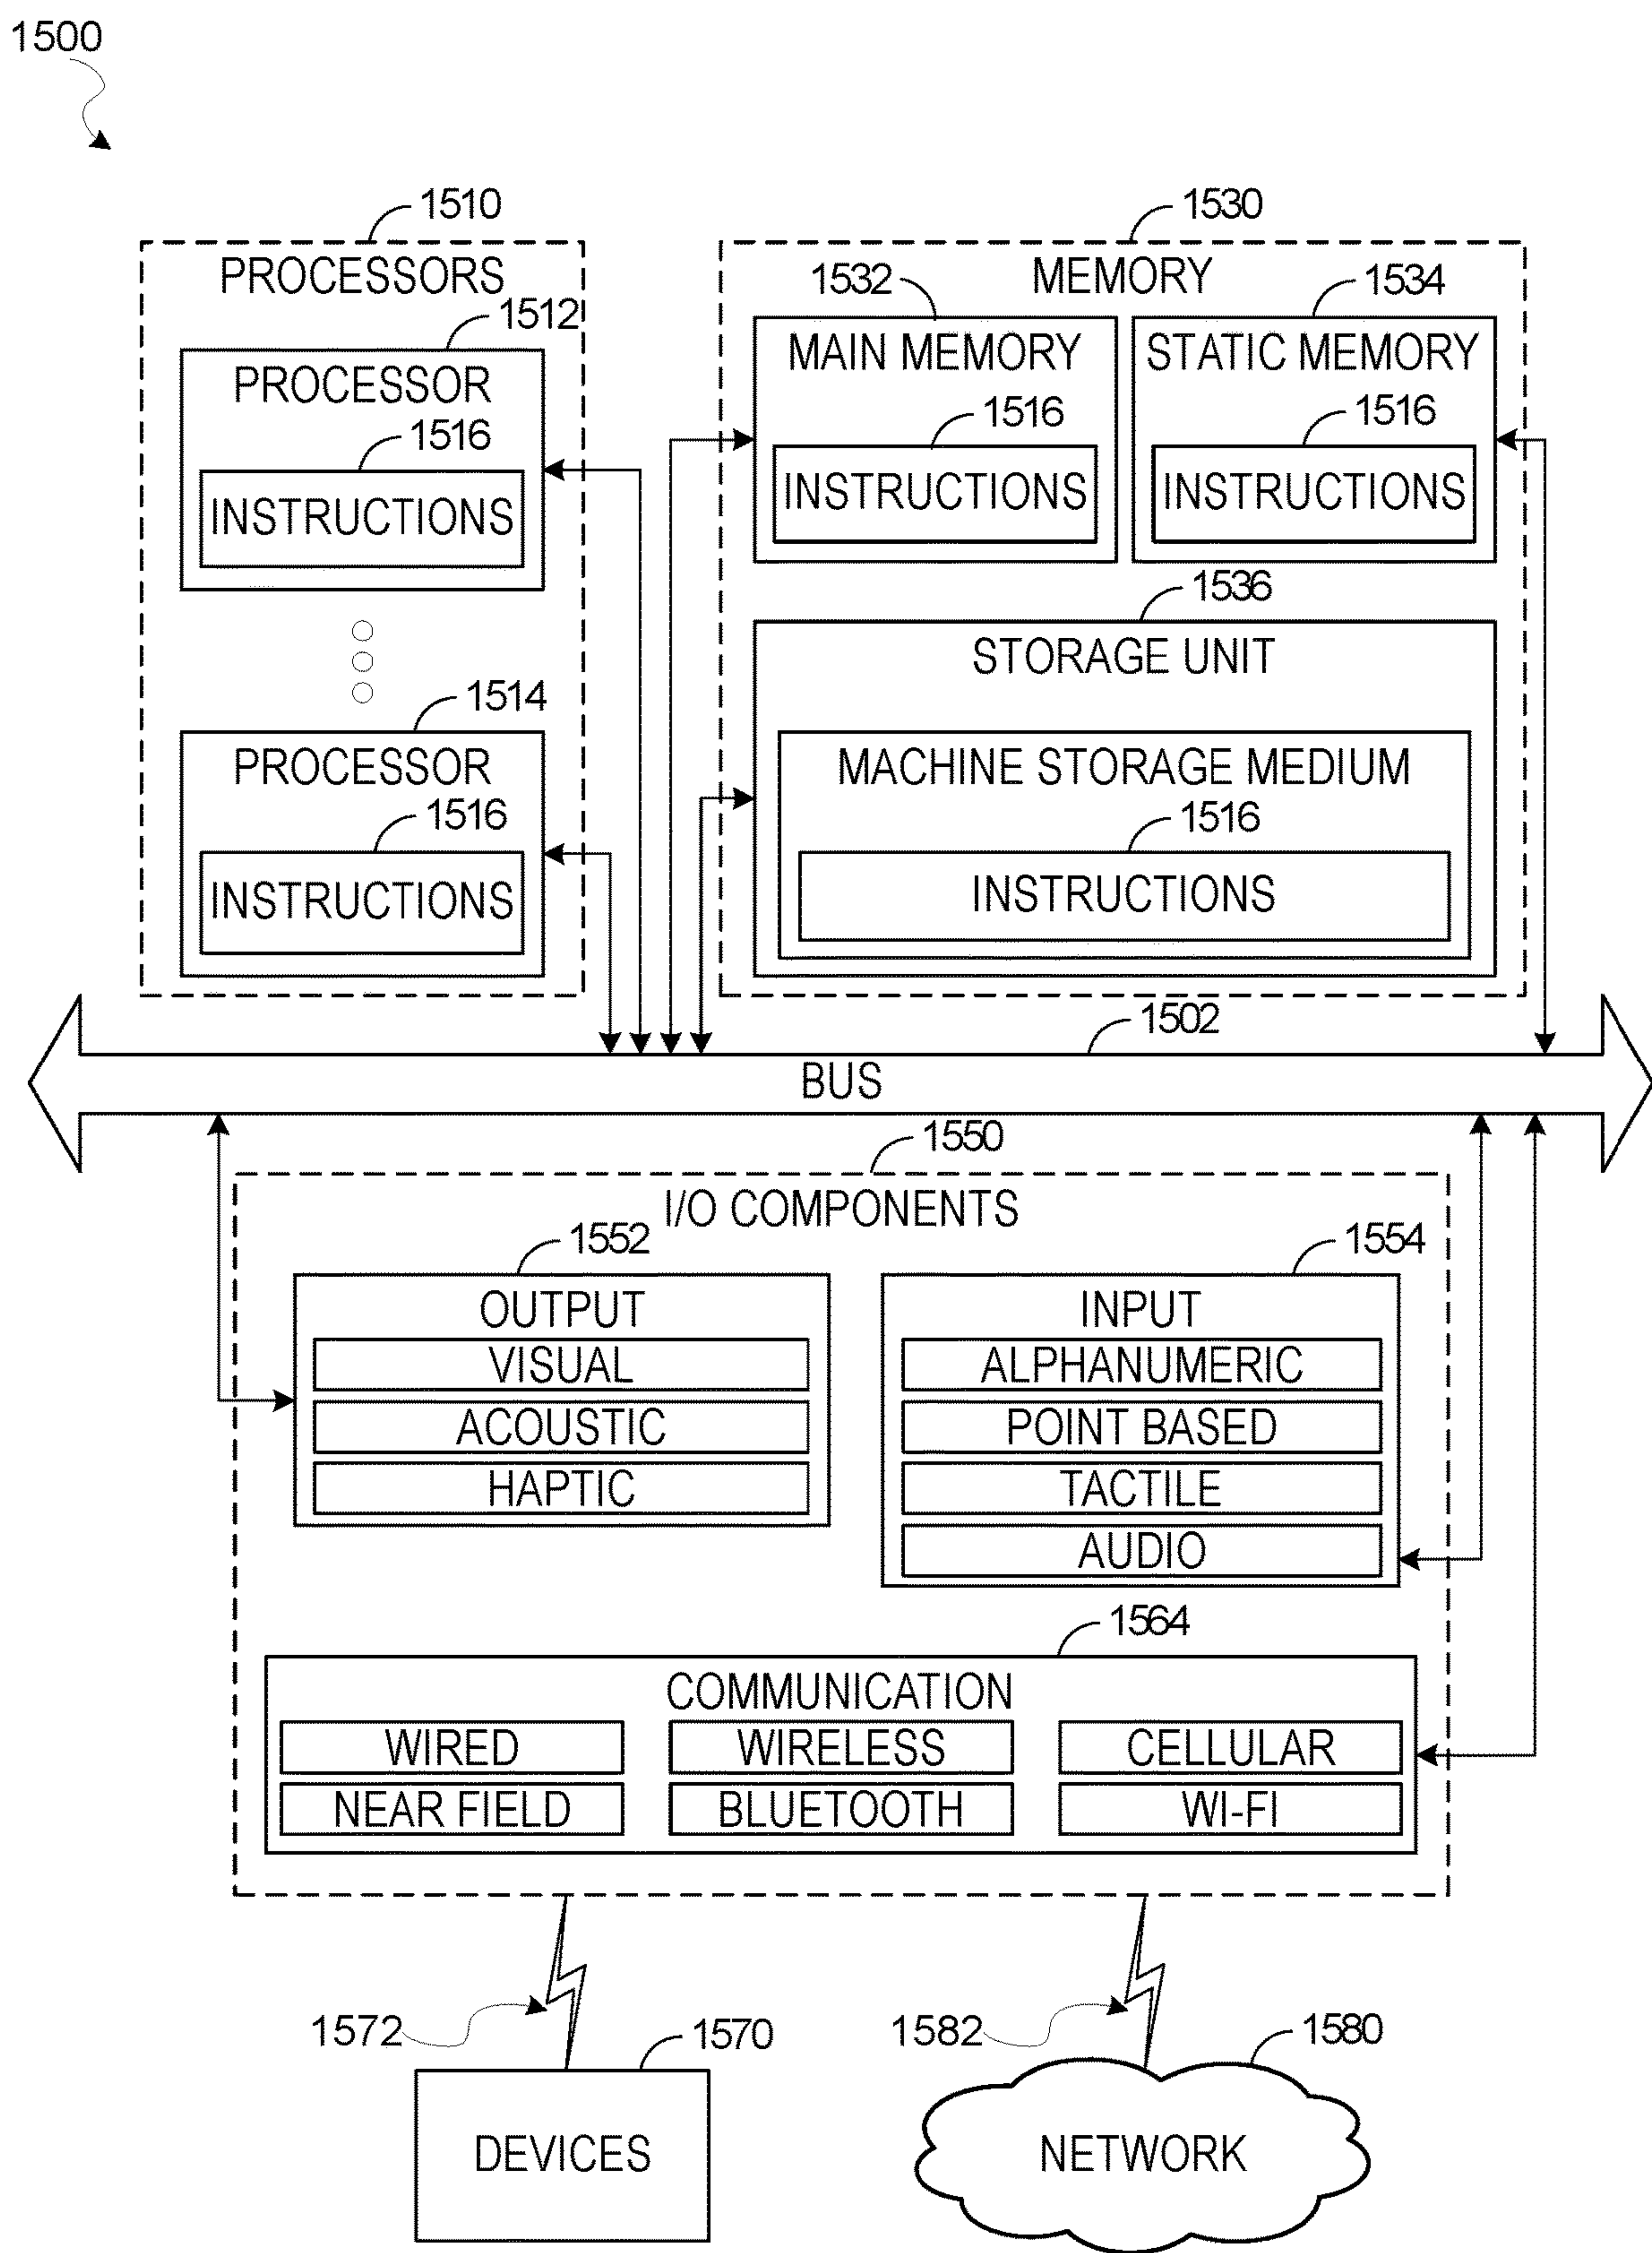 1500
1510
PROCESSORS
1512
PROCESSOR
1516
INSTRUCTIONS
1514
PROCESSOR
1516
INSTRUCTIONS
1530
MEMORY
1532
MAIN MEMORY
1516
INSTRUCTIONS
1534
STATIC MEMORY
1516
INSTRUCTIONS
1536
STORAGE UNIT
MACHINE STORAGE MEDIUM
1516
INSTRUCTIONS
1502
BUS
1550
I/O COMPONENTS
1552
OUTPUT
VISUAL
ACOUSTIC
HAPTIC
1554
INPUT
ALPHANUMERIC
POINT BASED
TACTILE
AUDIO
1564
COMMUNICATION
WIRED
WIRELESS
CELLULAR
NEAR FIELD
BLUETOOTH
WI-FI
1572
1570
DEVICES
1582
1580
NETWORK